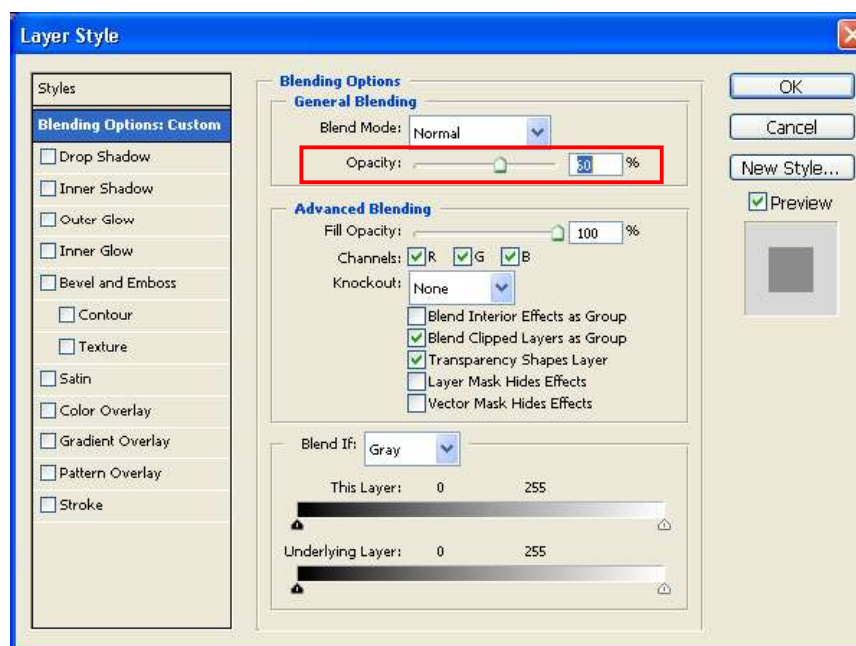 Layer Style
Styles
Blending Options: Custom
Drop Shadow
Inner Shadow
Outer Glow
Inner Glow
Bevel and Emboss
Contour
Texture
Satin
Color Overlay
Gradient Overlay
Pattern Overlay
Stroke
Blending Options
General Blending
Blend Mode: Normal
Opacity: 60 %
Advanced Blending
Fill Opacity: 100 %
Channels: R G B
Knockout: None
Blend Interior Effects as Group
Blend Clipped Layers as Group
Transparency Shapes Layer
Layer Mask Hides Effects
Vector Mask Hides Effects
Blend If: Gray
This Layer: 0 255
Underlying Layer: 0 255
OK
Cancel
New Style...
Preview